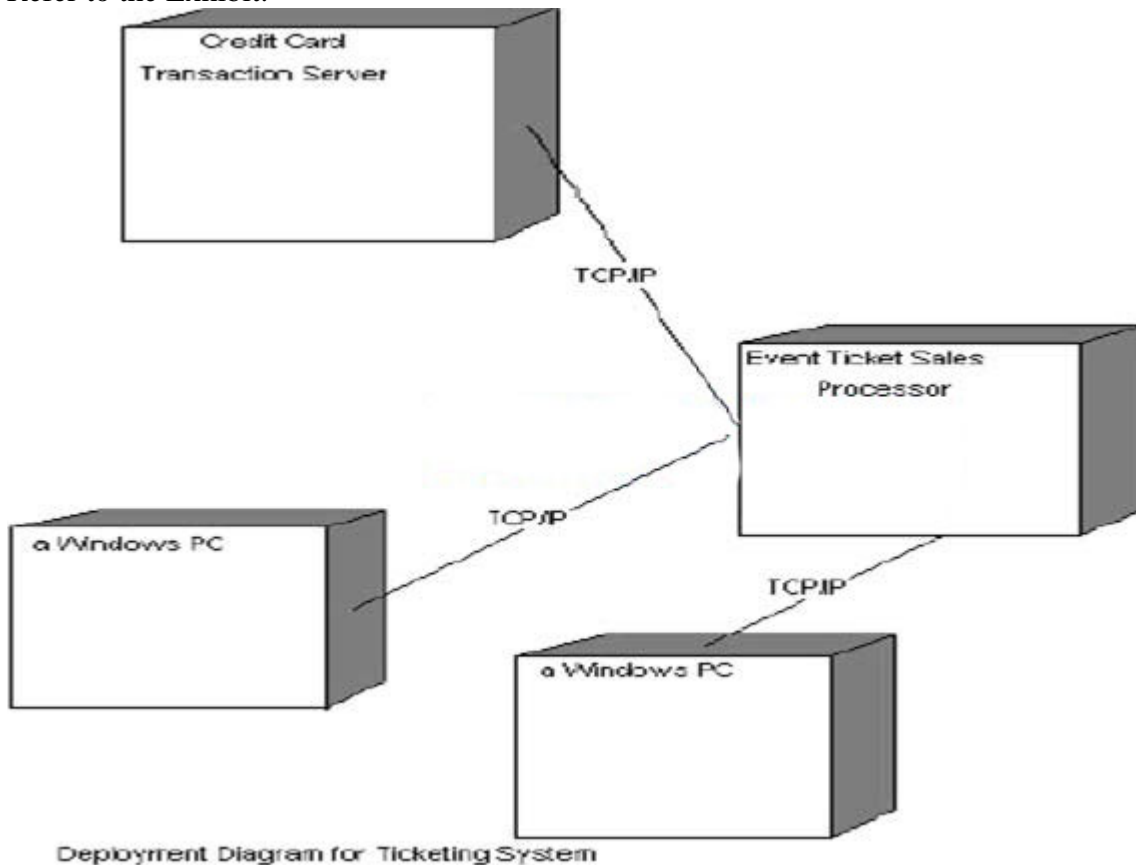 Refer to the Exhibit.
Credit Card
Transaction Server
TCP/IP
Event Ticket Sales
Processor
TCP/IP
a Windows PC
TCP/IP
a Windows PC
Deployment Diagram for Ticketing System